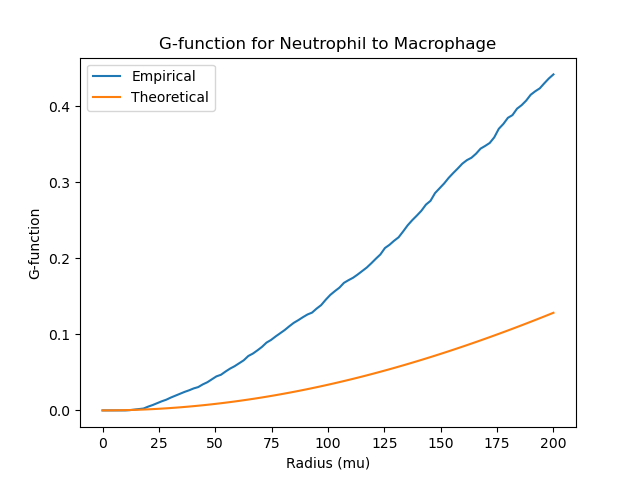 G-function for Neutrophil to Macrophage
Empirical
Theoretical
0.4
0.3
0.2
0.1
0.0
G-function
0 25 50 75 100 125 150 175 200
Radius (mu)